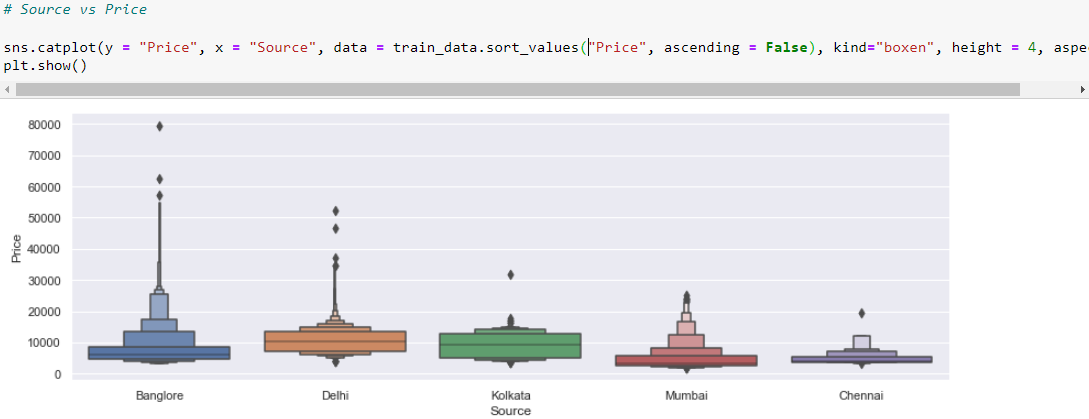 # Source vs Price
sns.catplot(y = "Price", x = "Source", data = train_data.sort_values("Price", ascending = False), kind="boxen", height = 4, aspe
plt.show()
80000
70000
60000
50000
40000
30000
20000
10000
0
Price
Banglore Delhi Kolkata Mumbai Chennai
Source